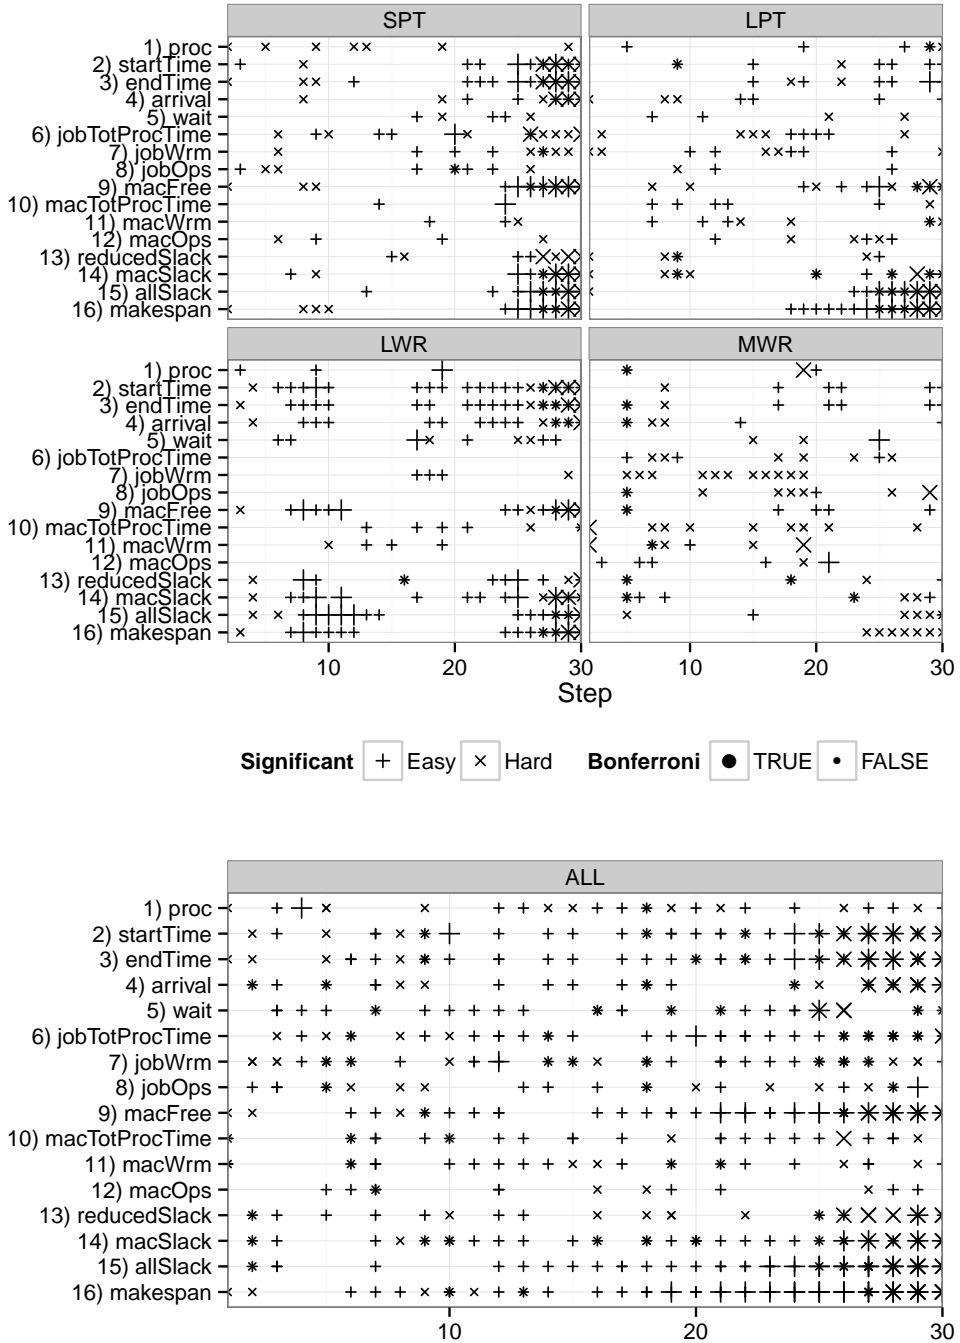 SPT
LPT
1) proc
2) startTime
3) endTime
4) arrival
5) wait
6) jobTotProcTime
7) jobWrm
8) jobOps
9) macFree
10) macTotProcTime
11) macWrm
12) macOps
13) reducedSlack
14) macSlack
15) allSlack
16) makespan
LWR
MWR
1) proc
2) startTime
3) endTime
4) arrival
5) wait
6) jobTotProcTime
7) jobWrm
8) jobOps
9) macFree
10) macTotProcTime
11) macWrm
12) macOps
13) reducedSlack
14) macSlack
15) allSlack
16) makespan
10 20 30 10 20 30
Step
Significant Easy Hard Bonferroni TRUE FALSE
ALL
1) proc
2) startTime
3) endTime
4) arrival
5) wait
6) jobTotProcTime
7) jobWrm
8) jobOps
9) macFree
10) macTotProcTime
11) macWrm
12) macOps
13) reducedSlack
14) macSlack
15) allSlack
16) makespan
10 20 30